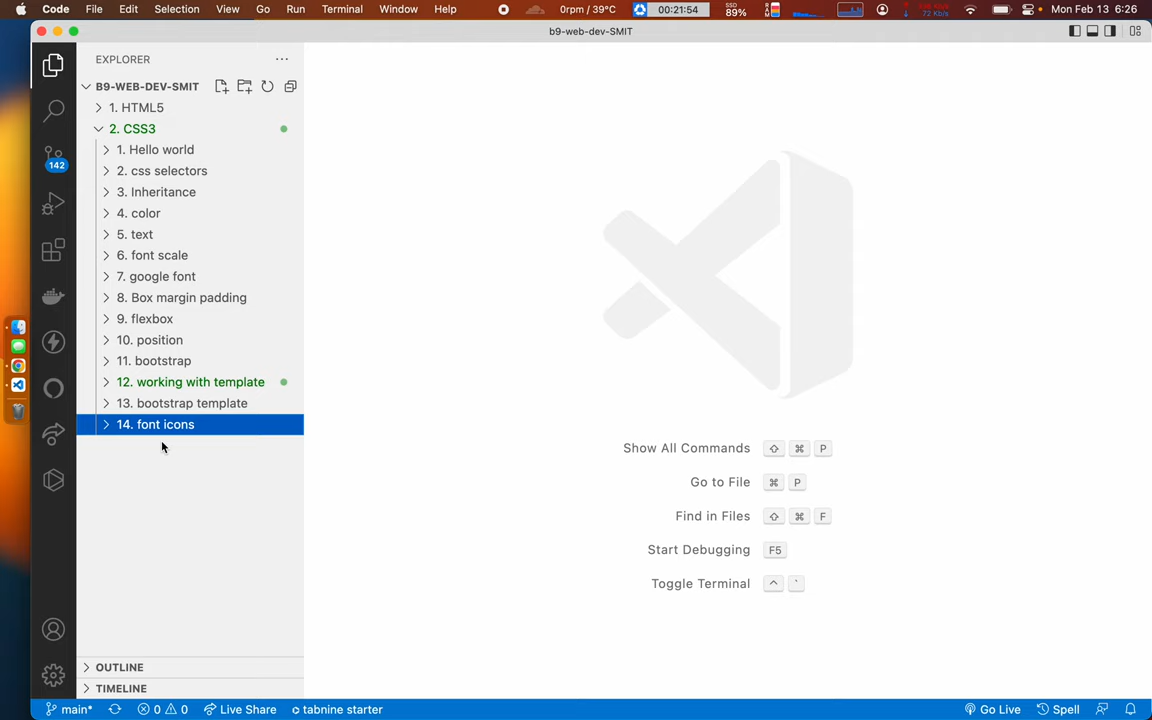 Code File Edit Selection View Go Run Terminal Window Help 0rpm / 39°C 00:21:54 SSD 89% 72 Kb/s Mon Feb 13 6:26
b9-web-dev-SMIT
EXPLORER
B9-WEB-DEV-SMIT
1. HTML5
2. CSS3
1. Hello world
2. css selectors
3. Inheritance
4. color
5. text
6. font scale
7. google font
8. Box margin padding
9. flexbox
10. position
11. bootstrap
12. working with template
13. bootstrap template
14. font icons
142
Show All Commands ⇧ ⌘ P
Go to File ⌘ P
Find in Files ⇧ ⌘ F
Start Debugging F5
Toggle Terminal ^ `
OUTLINE
TIMELINE
main* 0 0 Live Share tabnine starter Go Live Spell